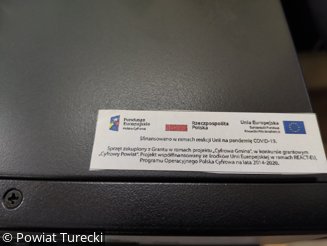 Fundusze
Europejskie
Polska Cyfrowa
Rzeczpospolita
Polska
Unia Europejska
Sfinansowano w ramach reakcji Unii na pandemię COVID-19.
Sprzęt zakupiony z Grantu w ramach projektu „Cyfrowa Gmina”, w konkursie grantowym
„Cyfrowy Powiat”. Projekt współfinansowany ze środków Unii Europejskiej w ramach REACT-EU,
Programu Operacyjnego Polska Cyfrowa na lata 2014-2020.
© Powiat Turecki